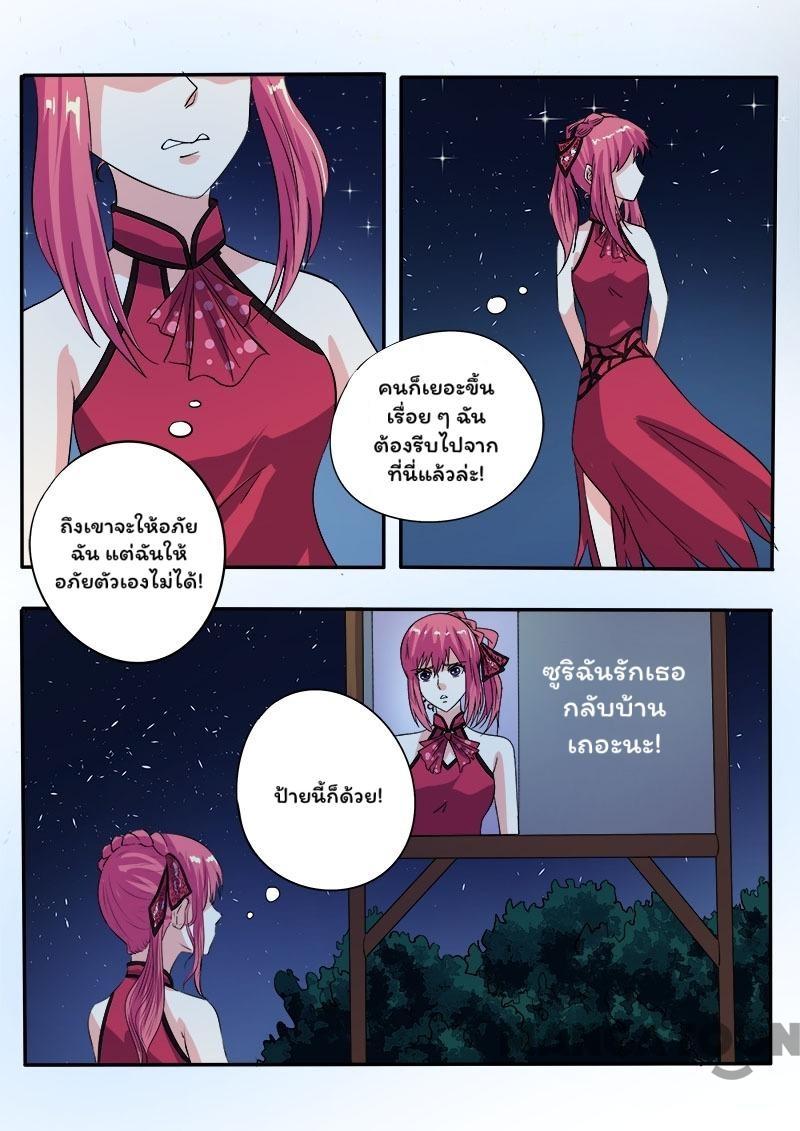 ถึงเขาจะให้อภัย
ฉัน แต่ฉันให้
อภัยตัวเองไม่ได้!
คนก็เยอะขึ้น
เรื่อย ๆ ฉัน
ต้องรีบไปจาก
ที่นี่แล้วล่ะ!
ซูริฉันรักเธอ
กลับบ้าน
เถอะนะ!
ป้ายนี้ก็ด้วย!
MANGATOON